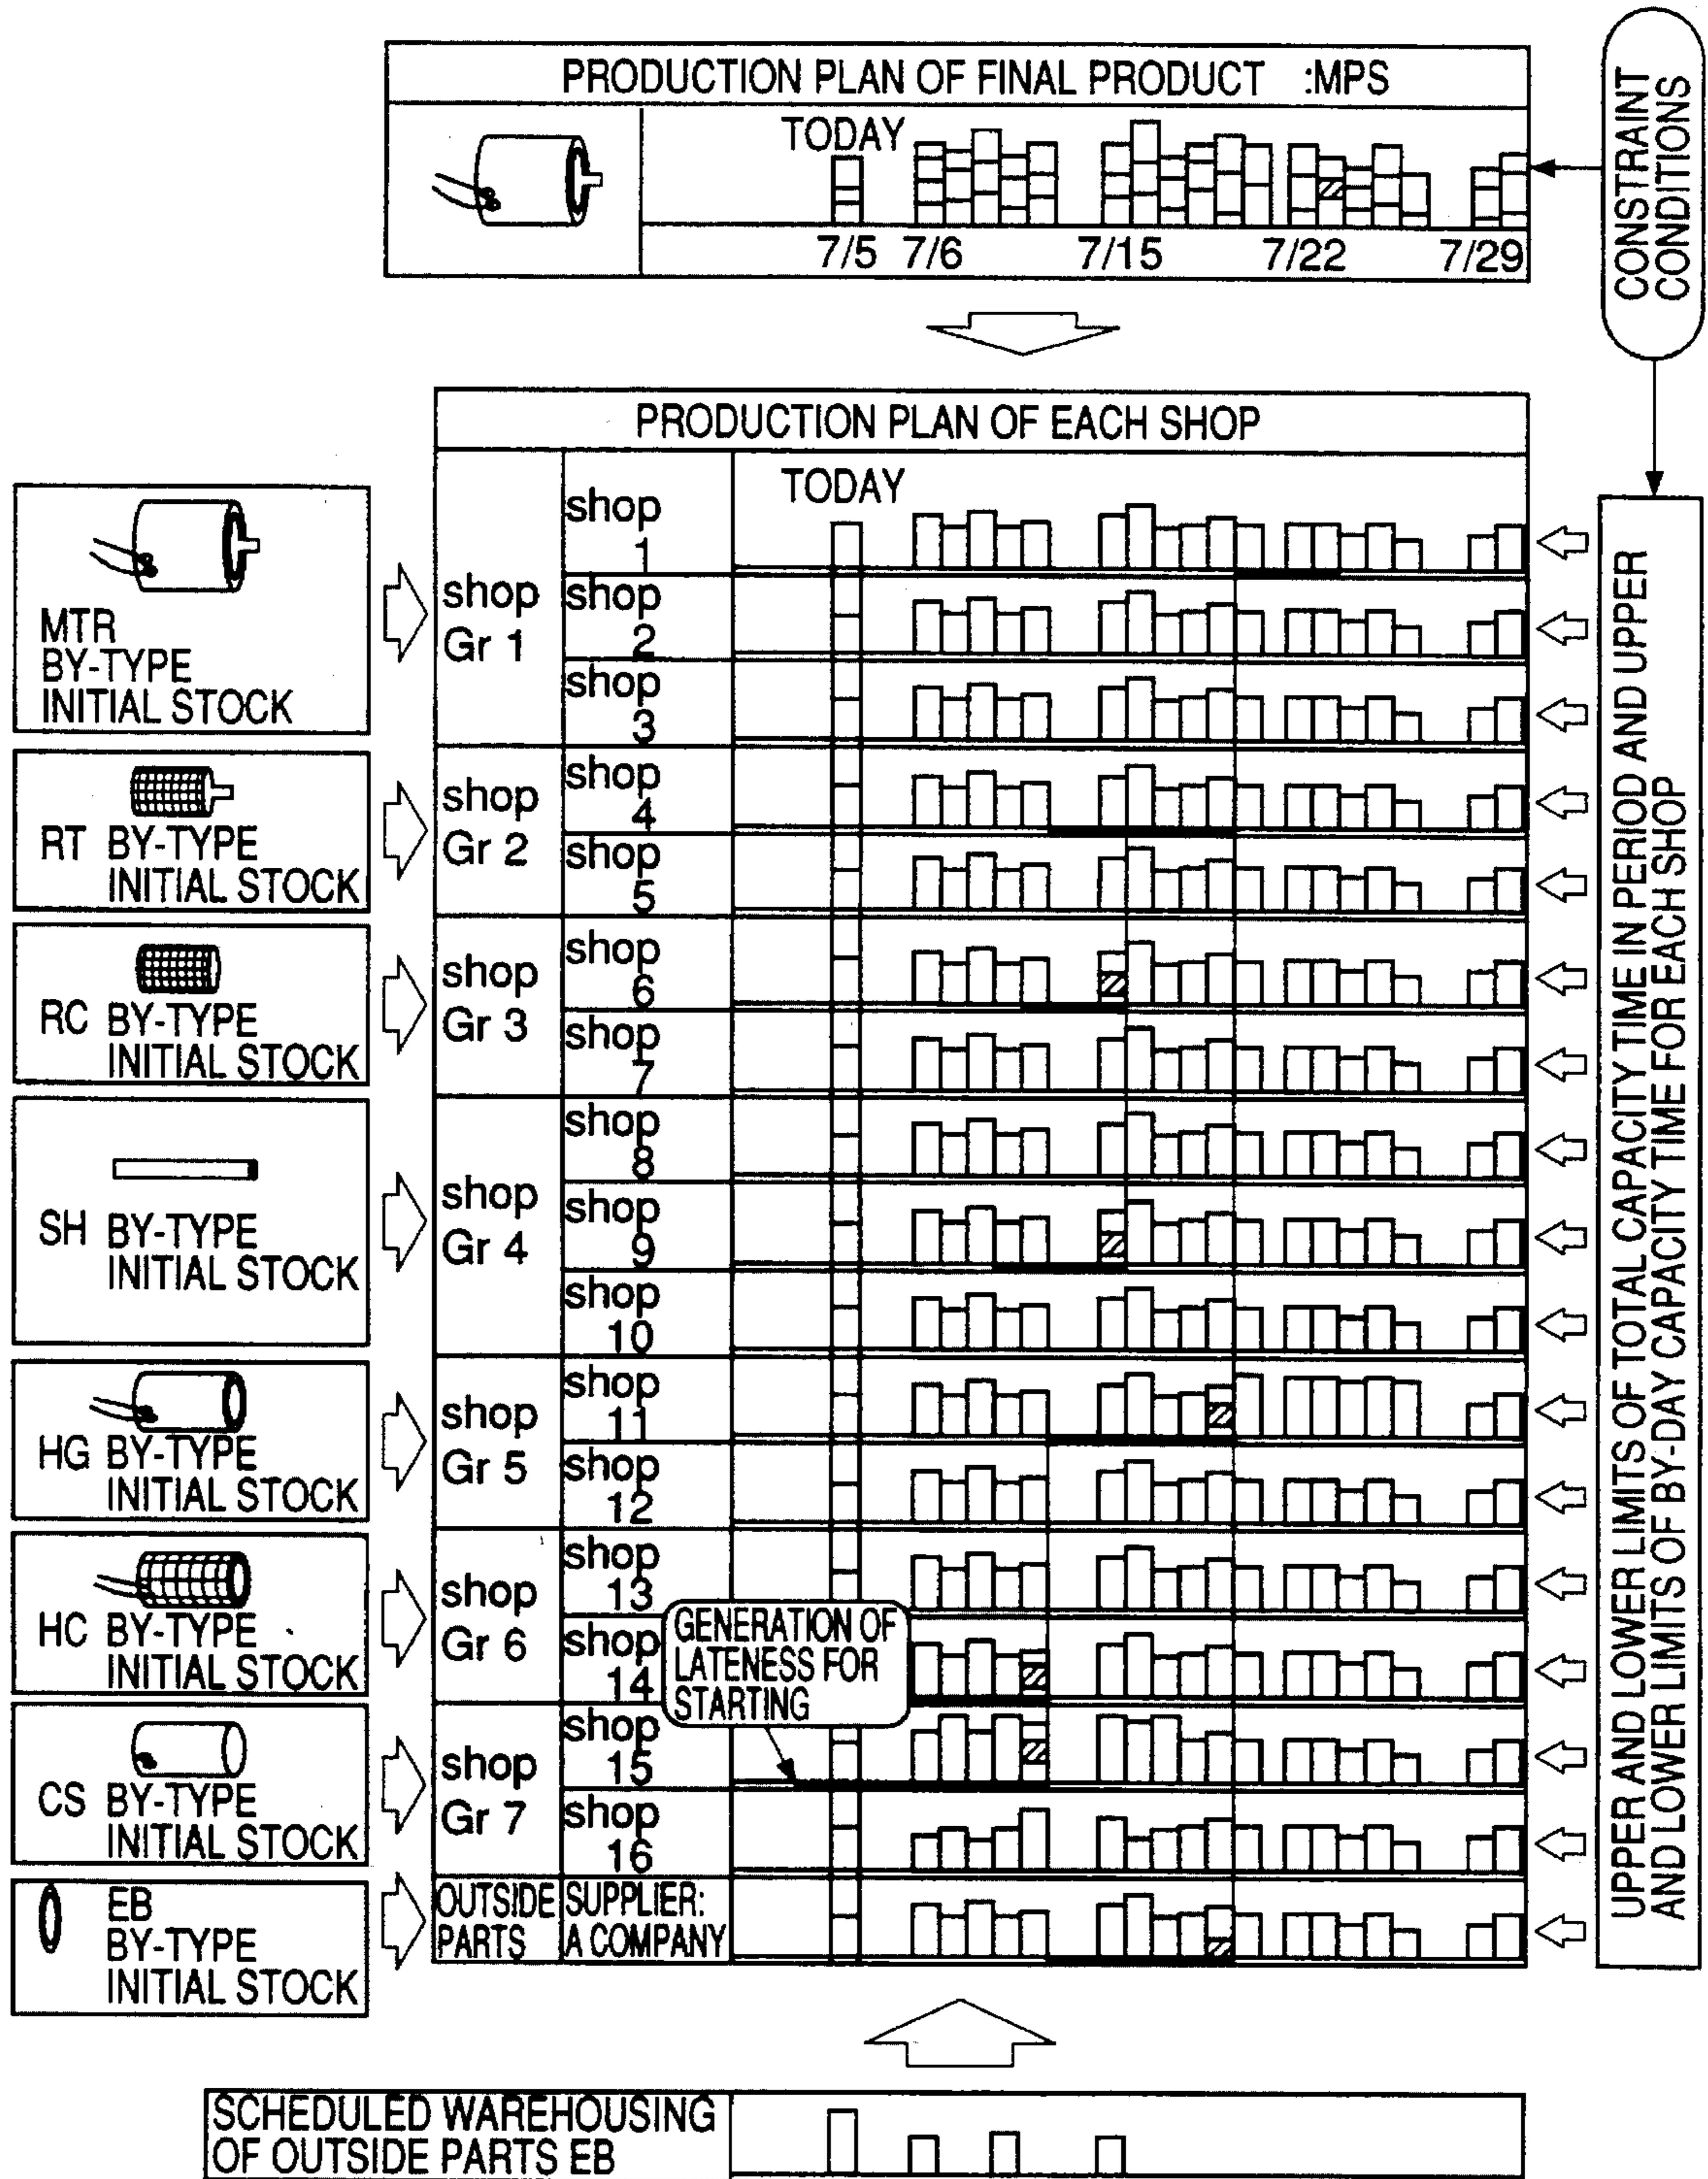 PRODUCTION PLAN OF FINAL PRODUCT :MPS
TODAY
7/5 7/6 7/15 7/22 7/29
CONSTRAINT
CONDITIONS
PRODUCTION PLAN OF EACH SHOP
TODAY
MTR
BY-TYPE
INITIAL STOCK
RT BY-TYPE
INITIAL STOCK
RC BY-TYPE
INITIAL STOCK
SH BY-TYPE
INITIAL STOCK
HG BY-TYPE
INITIAL STOCK
HC BY-TYPE
INITIAL STOCK
CS BY-TYPE
INITIAL STOCK
EB
BY-TYPE
INITIAL STOCK
shop
Gr 1
shop
1
shop
2
shop
3
shop
Gr 2
shop
4
shop
5
shop
Gr 3
shop
6
shop
7
shop
Gr 4
shop
8
shop
9
shop
10
shop
Gr 5
shop
11
shop
12
shop
Gr 6
shop
13
shop
14
GENERATION OF
LATENESS FOR
STARTING
shop
Gr 7
shop
15
shop
16
OUTSIDE
PARTS
SUPPLIER:
A COMPANY
UPPER AND LOWER LIMITS OF TOTAL CAPACITY TIME IN PERIOD AND UPPER
AND LOWER LIMITS OF BY-DAY CAPACITY TIME FOR EACH SHOP
SCHEDULED WAREHOUSING
OF OUTSIDE PARTS EB